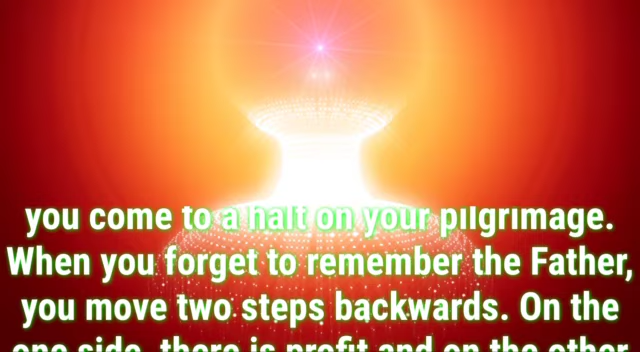 you come to a halt on your pilgrimage.
When you forget to remember the Father,
you move two steps backwards. On the
one side, there is profit and on the other